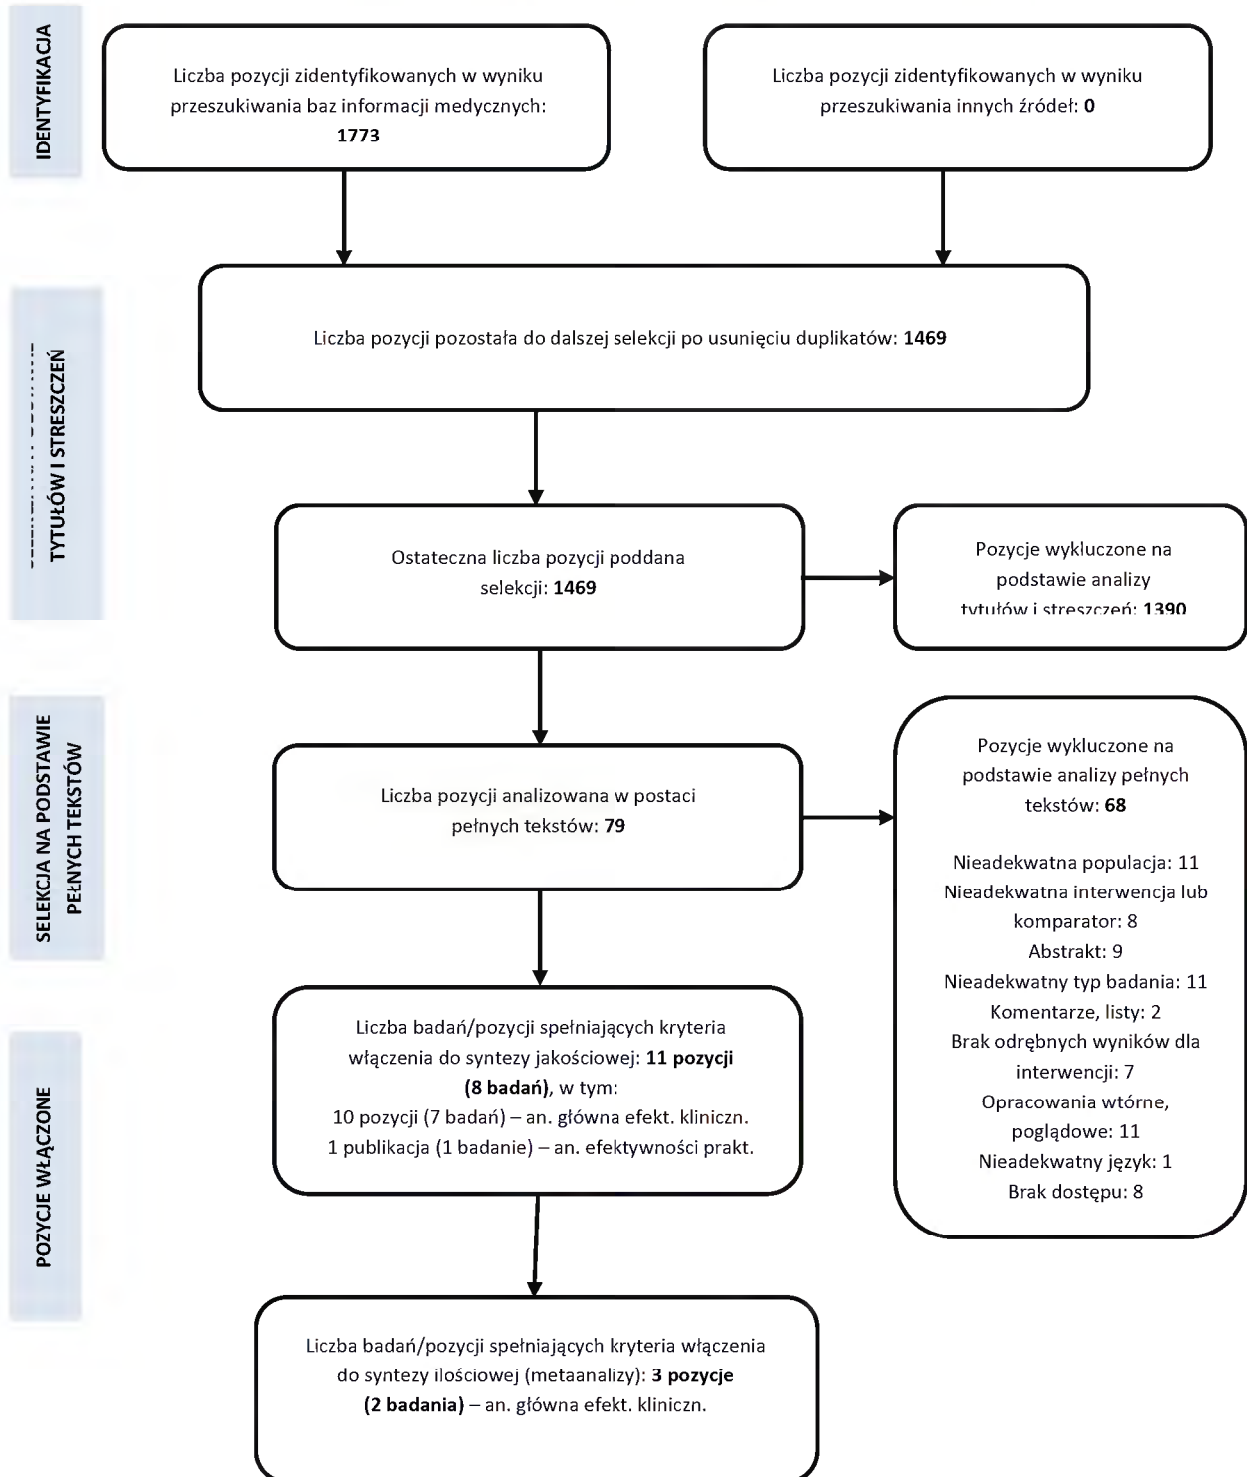 IDENTYFIKACJA
Liczba pozycji zidentyfikowanych w wyniku
przeszukiwania baz informacji medycznych:
1773
Liczba pozycji zidentyfikowanych w wyniku
przeszukiwania innych źródeł: 0
TYTUŁÓW I STRESZCZEŃ
Liczba pozycji pozostała do dalszej selekcji po usunięciu duplikatów: 1469
Ostateczna liczba pozycji poddana
selekcji: 1469
Pozycje wykluczone na
podstawie analizy
tytułów i streszczeń: 1390
SELEKCJA NA PODSTAWIE
PEŁNYCH TEKSTÓW
Liczba pozycji analizowana w postaci
pełnych tekstów: 79
Pozycje wykluczone na
podstawie analizy pełnych
tekstów: 68
Nieadekwatna populacja: 11
Nieadekwatna interwencja lub
komparator: 8
Abstrakt: 9
Nieadekwatny typ badania: 11
Komentarze, listy: 2
Brak odrębnych wyników dla
interwencji: 7
Opracowania wtórne,
poglądowe: 11
Nieadekwatny język: 1
Brak dostępu: 8
POZYCJE WŁĄCZONE
Liczba badań/pozycji spełniających kryteria
włączenia do syntezy jakościowej: 11 pozycji
(8 badań), w tym:
10 pozycji (7 badań) – an. główna efekt. kliniczn.
1 publikacja (1 badanie) – an. efektywności prakt.
Liczba badań/pozycji spełniających kryteria włączenia
do syntezy ilościowej (metaanalizy): 3 pozycje
(2 badania) – an. główna efekt. kliniczn.